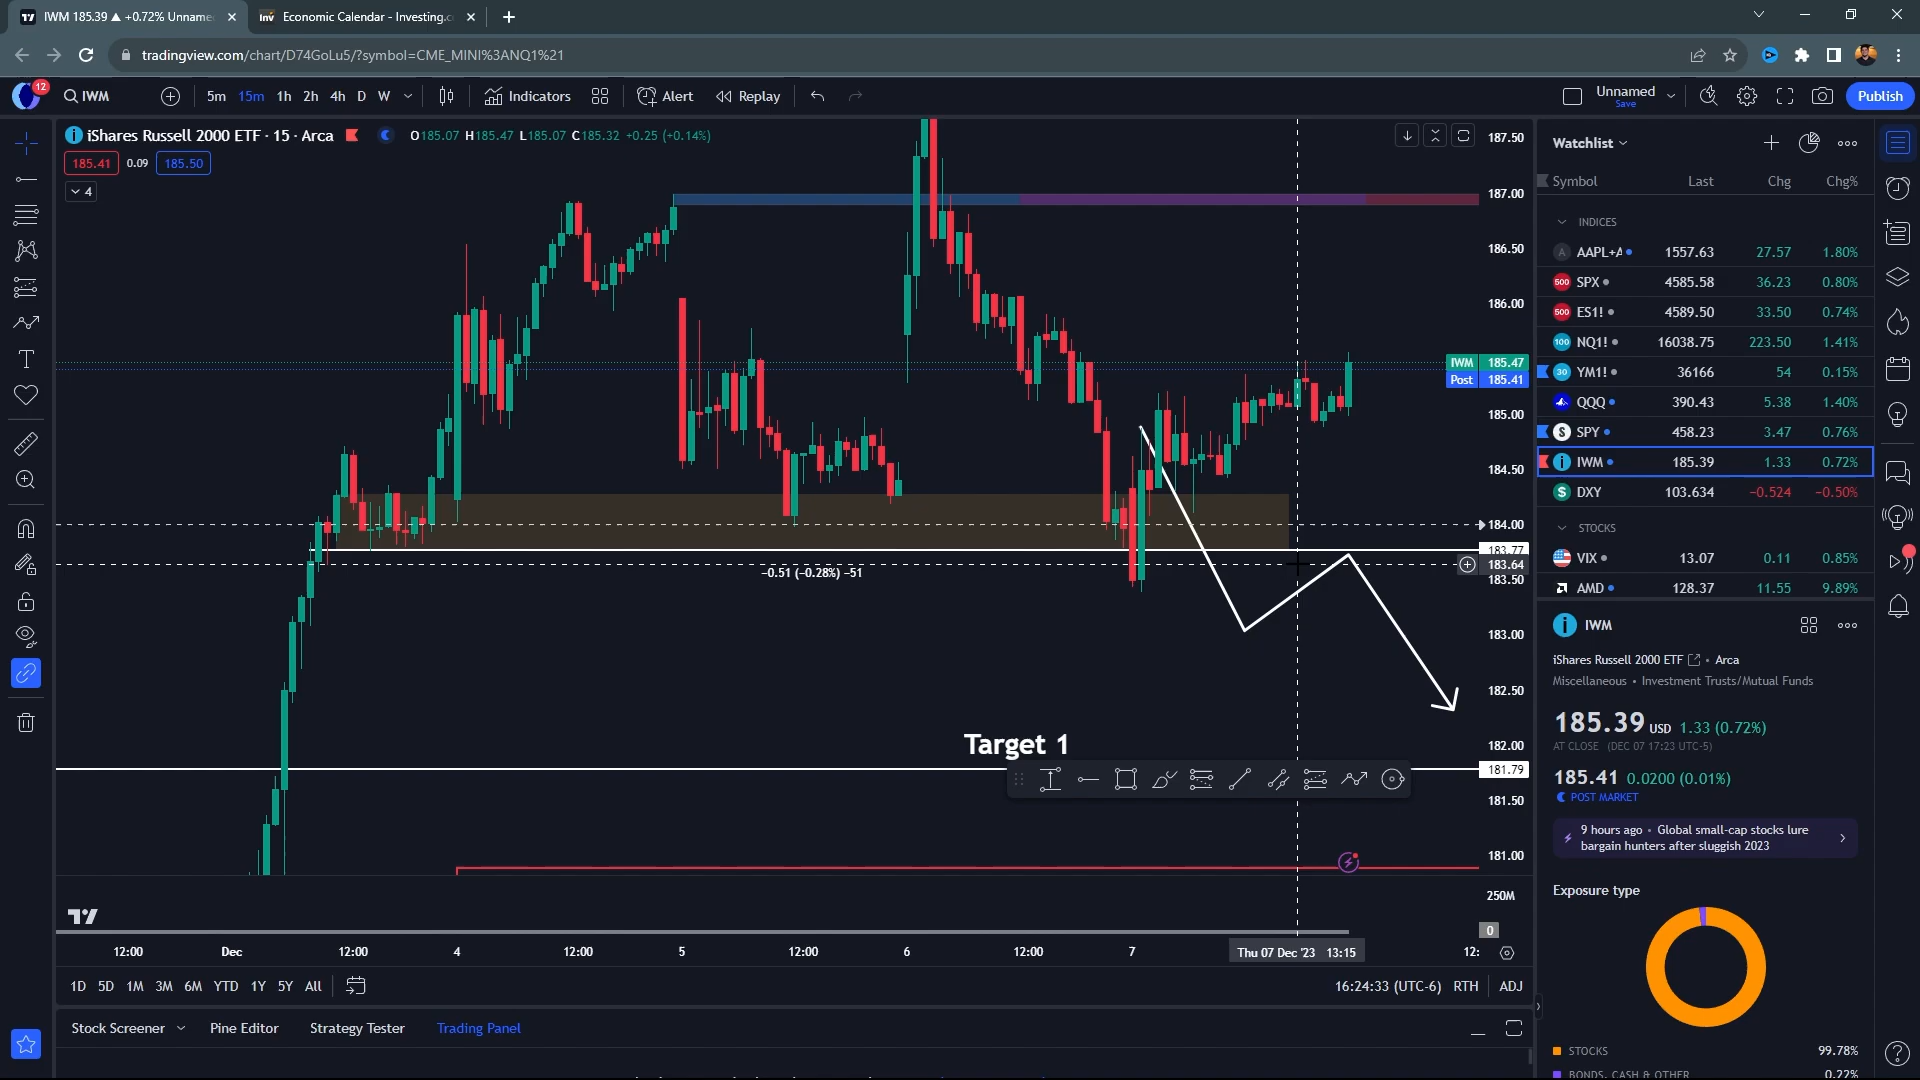 IWM 185.39 ▲ +0.72% Unname
Economic Calendar - Investing.c
tradingview.com/chart/D74GoLu5/?symbol=CME_MINI%3ANQ1%21
12
IWM
5m 15m 1h 2h 4h D W
Indicators
Alert
Replay
Unnamed
Save
Publish
iShares Russell 2000 ETF · 15 · Arca
O185.07 H185.47 L185.07 C185.32 +0.25 (+0.14%)
185.41 0.09 185.50
4
187.50
187.00
186.50
186.00
IWM 185.47
Post 185.41
185.00
184.50
184.00
183.77
183.64
183.50
183.00
182.50
182.00
181.79
181.50
181.00
250M
0
−0.51 (−0.28%) −51
Target 1
12:00 Dec 12:00 4 12:00 5 12:00 6 12:00 7 Thu 07 Dec '23 13:15 12:
1D 5D 1M 3M 6M YTD 1Y 5Y All
16:24:33 (UTC-6) RTH ADJ
Stock Screener Pine Editor Strategy Tester Trading Panel
Watchlist
Symbol Last Chg Chg%
INDICES
AAPL+A 1557.63 27.57 1.80%
500 SPX 4585.58 36.23 0.80%
500 ES1! 4589.50 33.50 0.74%
100 NQ1! 16038.75 223.50 1.41%
30 YM1! 36166 54 0.15%
QQQ 390.43 5.38 1.40%
SPY 458.23 3.47 0.76%
IWM 185.39 1.33 0.72%
DXY 103.634 −0.524 −0.50%
STOCKS
VIX 13.07 0.11 0.85%
AMD 128.37 11.55 9.89%
IWM
iShares Russell 2000 ETF • Arca
Miscellaneous • Investment Trusts/Mutual Funds
185.39 USD 1.33 (0.72%)
AT CLOSE (DEC 07 17:23 UTC-5)
185.41 0.0200 (0.01%)
POST MARKET
9 hours ago • Global small-cap stocks lure
bargain hunters after sluggish 2023
Exposure type
STOCKS 99.78%
BONDS, CASH & OTHER 0.22%